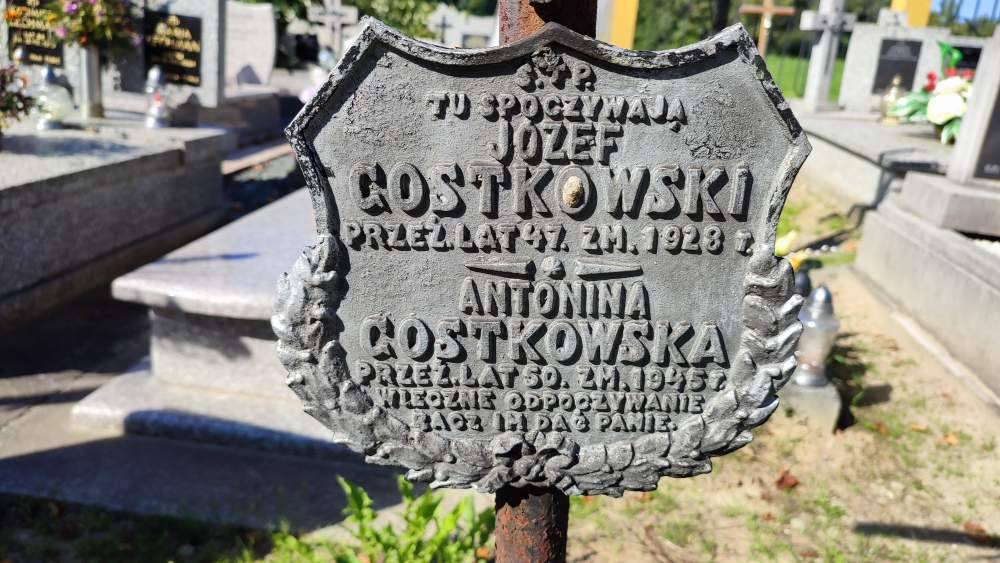 Ś.†P.
TU SPOCZYWAJĄ
JÓZEF
GOSTKOWSKI
PRZEŻ.LAT 47. ZM. 1928 r.
ANTONINA
GOSTKOWSKA
PRZEŻ.LAT 50. ZM. 1945 r.
WIECZNE ODPOCZYWANIE
RACZ IM DAĆ PANIE.